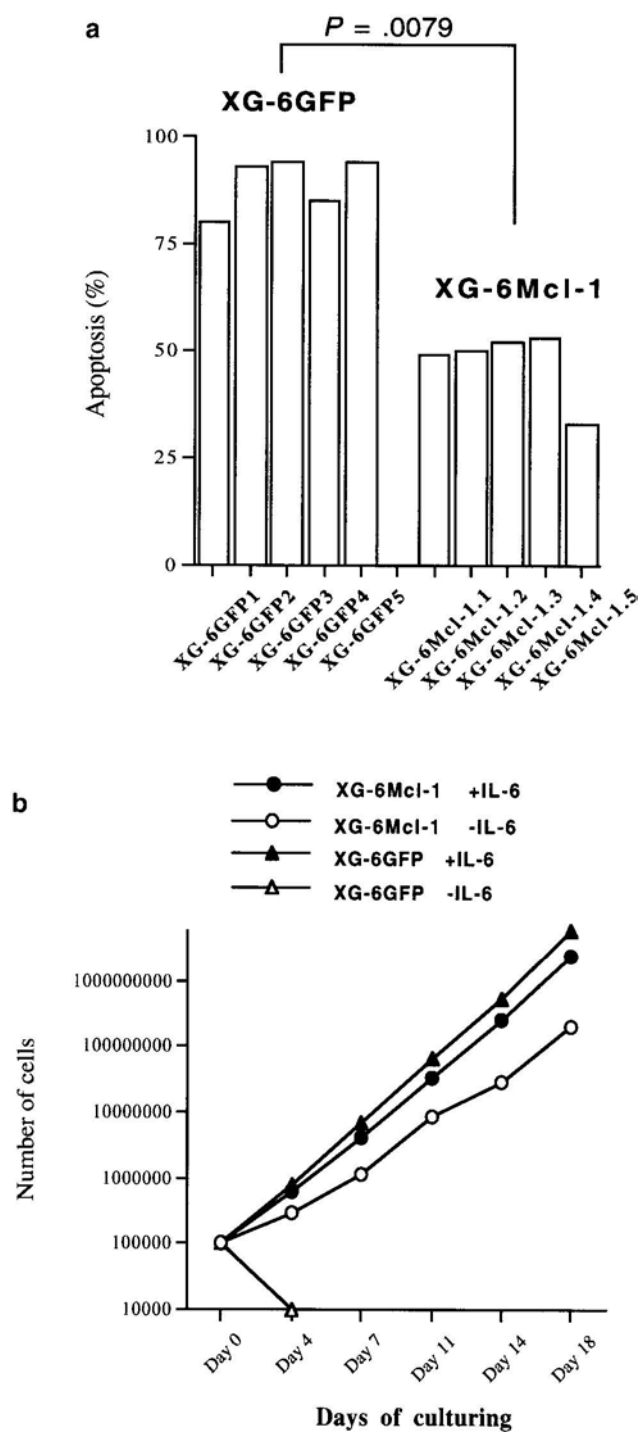 a
P = .0079
XG-6GFP
XG-6Mcl-1
Apoptosis (%)
100
75
50
25
0
XG-6GFP1
XG-6GFP2
XG-6GFP3
XG-6GFP4
XG-6GFP5
XG-6Mcl-1.1
XG-6Mcl-1.2
XG-6Mcl-1.3
XG-6Mcl-1.4
XG-6Mcl-1.5
b
XG-6Mcl-1 +IL-6
XG-6Mcl-1 -IL-6
XG-6GFP +IL-6
XG-6GFP -IL-6
Number of cells
1000000000
100000000
10000000
1000000
100000
10000
Day 0
Day 4
Day 7
Day 11
Day 14
Day 18
Days of culturing